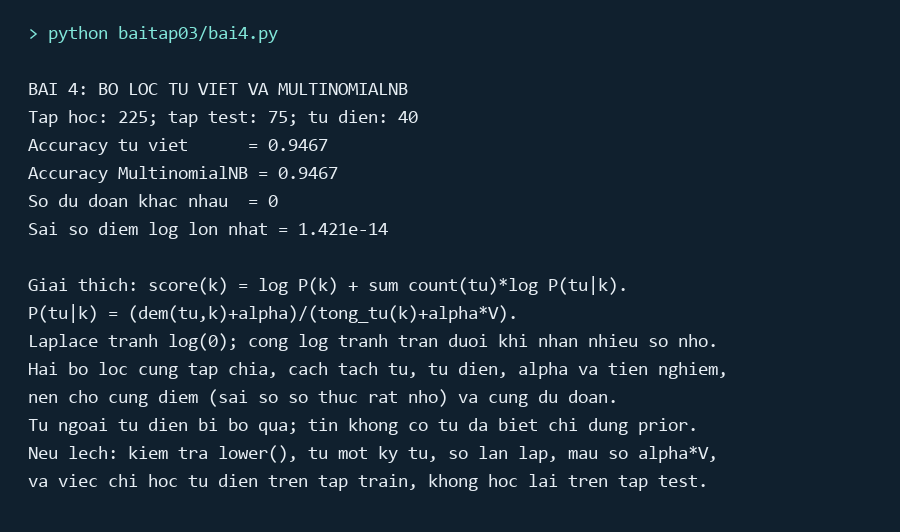 > python baitap03/bai4.py
BAI 4: BO LOC TU VIET VA MULTINOMIALNB
Tap hoc: 225; tap test: 75; tu dien: 40
Accuracy tu viet      = 0.9467
Accuracy MultinomialNB = 0.9467
So du doan khac nhau  = 0
Sai so diem log lon nhat = 1.421e-14
Giai thich: score(k) = log P(k) + sum count(tu)*log P(tu|k).
P(tu|k) = (dem(tu,k)+alpha)/(tong_tu(k)+alpha*V).
Laplace tranh log(0); cong log tranh tran duoi khi nhan nhieu so nho.
Hai bo loc cung tap chia, cach tach tu, tu dien, alpha va tien nghiem,
nen cho cung diem (sai so so thuc rat nho) va cung du doan.
Tu ngoai tu dien bi bo qua; tin khong co tu da biet chi dung prior.
Neu lech: kiem tra lower(), tu mot ky tu, so lan lap, mau so alpha*V,
va viec chi hoc tu dien tren tap train, khong hoc lai tren tap test.